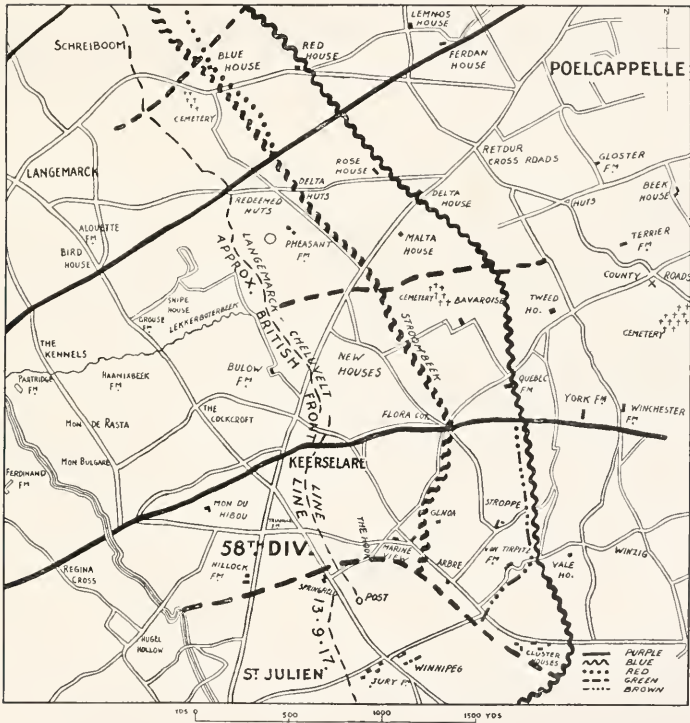 LEMNOS
HOUSE
N
SCHREIBOOM
BLUE
HOUSE
RED
HOUSE
FERDAN
HOUSE
POELCAPPELLE
CEMETERY
RETDUR
CROSS ROADS
LANGEMARCK
ROSE
HOUSE
GLOSTER
FM
DELTA
HUTS
DELTA
HOUSE
BEEK
HOUSE
REDEEMED
HUTS
HUTS
ALOUETTE
FM
BIRD
HOUSE
PHEASANT
FM
MALTA
HOUSE
TERRIER
FM
LANGEMARCK - CHELUVELT LINE
APPROX. BRITISH FRONT LINE 13.9.17.
COUNTY ROADS
X
SNIPE
HOUSE
GROUSE
FM
LEKKERBOTERBEEK
CEMETERY
BAVAROISE
TWEED
HO.
CEMETERY
STROOMBEEK
THE
KENNELS
PARTRIDGE
FM
HAANIXBEEK
FM
BULOW
FM
NEW
HOUSES
QUEBEC
FM
MON DE RASTA
THE
COCKCROFT
FLORA COT
YORK FM
WINCHESTER
FM
MON BULGARE
KEERSELARE
FERDINAND
FM
MON DU
HIBOU
TRIANGLE
FM
THE HOOK
GENOA
STROPPE
58TH DIV.
MARINE
VIEW
VON TIRPITZ
FM
VALE
HO.
WINZIG
REGINA
CROSS
HILLOCK
FM
ARBRE
SPRINGFIELD
POST
HUGEL
HOLLOW
CLUSTER
HOUSES
ST JULIEN
WINNIPEG
JURY FM
PURPLE
BLUE
RED
GREEN
BROWN
YDS 0 500 1000 1500 YDS